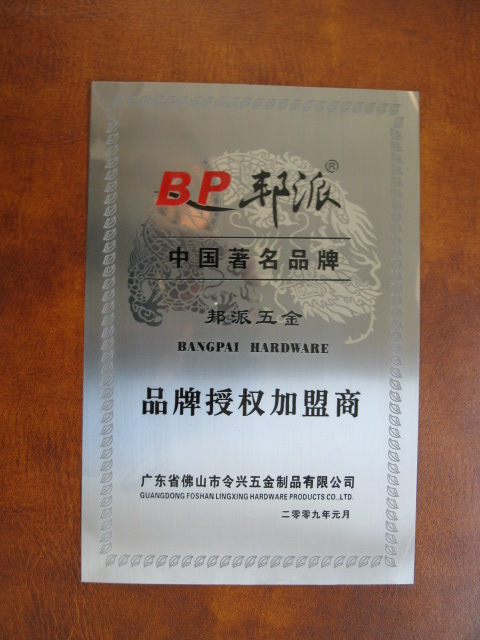 BP 邦派®
中国著名品牌
邦派五金
BANGPAI HARDWARE
品牌授权加盟商
广东省佛山市令兴五金制品有限公司
GUANGDONG FOSHAN LINGXING HARDWARE PRODUCTS CO.,LTD.
二零零九年元月